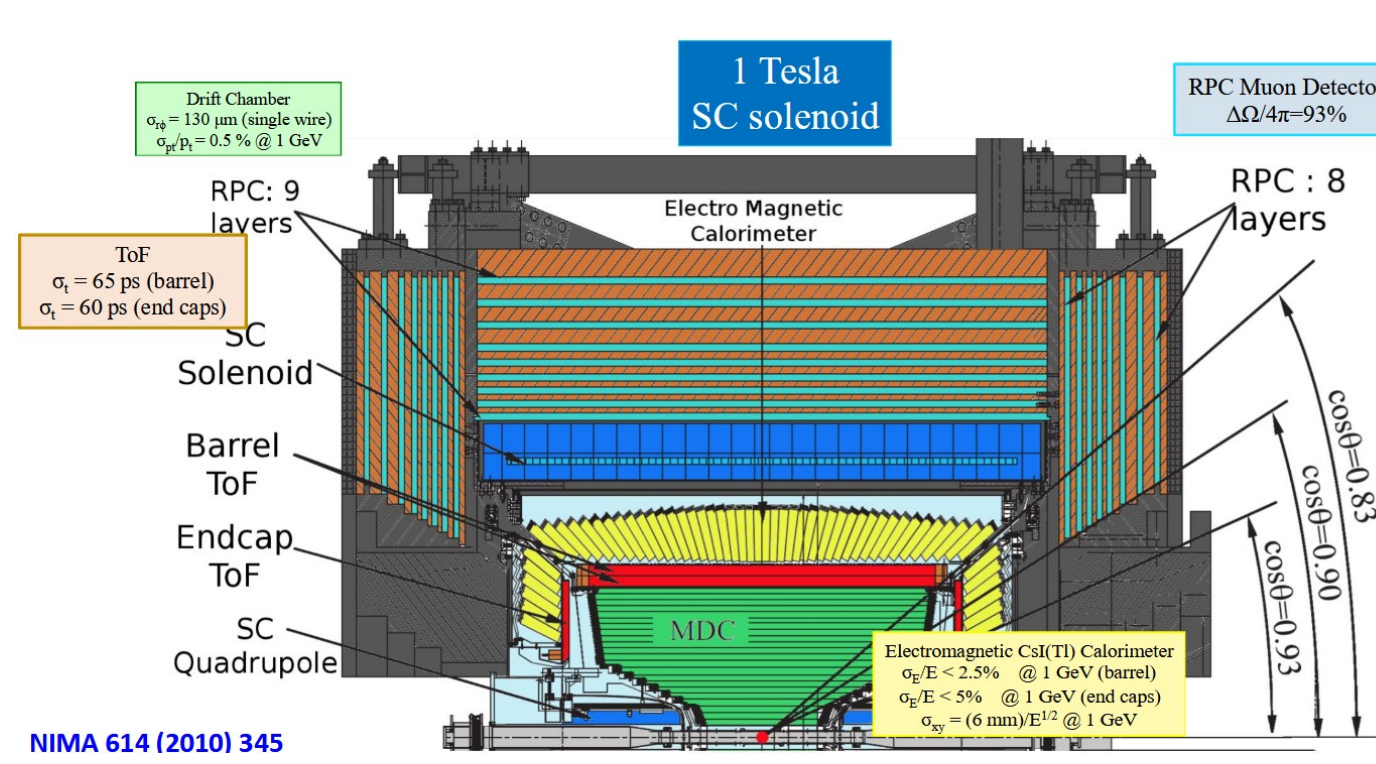 1 Tesla
SC solenoid
Drift Chamber
σrϕ = 130 μm (single wire)
σpt/pt = 0.5 % @ 1 GeV
RPC Muon Detecto
ΔΩ/4π=93%
RPC: 9
layers
Electro Magnetic
Calorimeter
RPC : 8
layers
ToF
σt = 65 ps (barrel)
σt = 60 ps (end caps)
SC
Solenoid
Barrel
ToF
Endcap
ToF
SC
Quadrupole
MDC
cosθ=0.83
cosθ=0.90
cosθ=0.93
Electromagnetic CsI(Tl) Calorimeter
σE/E < 2.5% @ 1 GeV (barrel)
σE/E < 5% @ 1 GeV (end caps)
σxy = (6 mm)/E1/2 @ 1 GeV
NIMA 614 (2010) 345